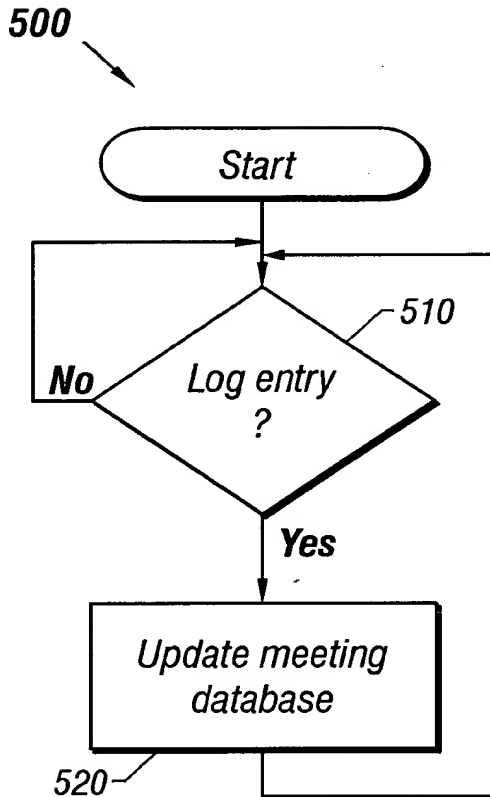 500
Start
510
Log entry
?
No
Yes
Update meeting
database
520